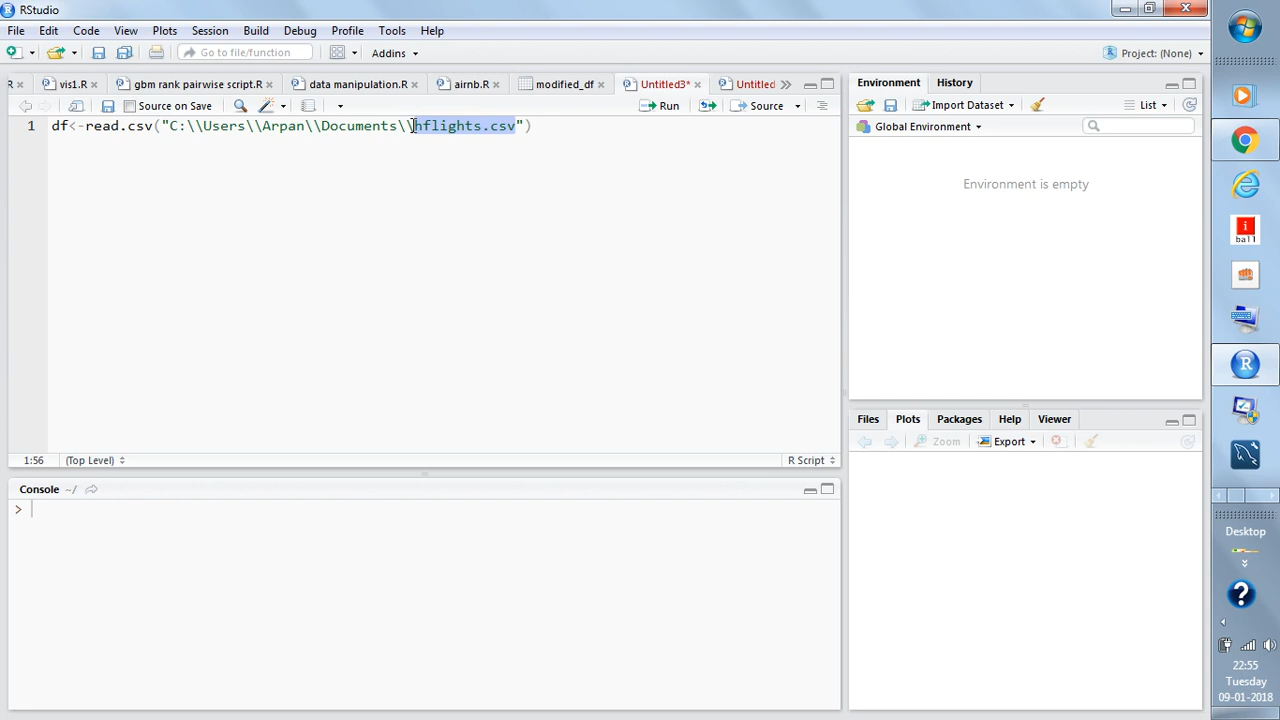 RStudio
File Edit Code View Plots Session Build Debug Profile Tools Help
Go to file/function Addins Project: (None)
R vis1.R gbm rank pairwise script.R data manipulation.R airnb.R modified_df Untitled3* Untitled
Source on Save Run Source
1 df<-read.csv("C:\\Users\\Arpan\\Documents\\hflights.csv")
1:56 (Top Level) R Script
Console ~/
>
Environment History
Import Dataset List
Global Environment
Environment is empty
Files Plots Packages Help Viewer
Zoom Export
i
ball
R
Desktop
22:55
Tuesday
09-01-2018